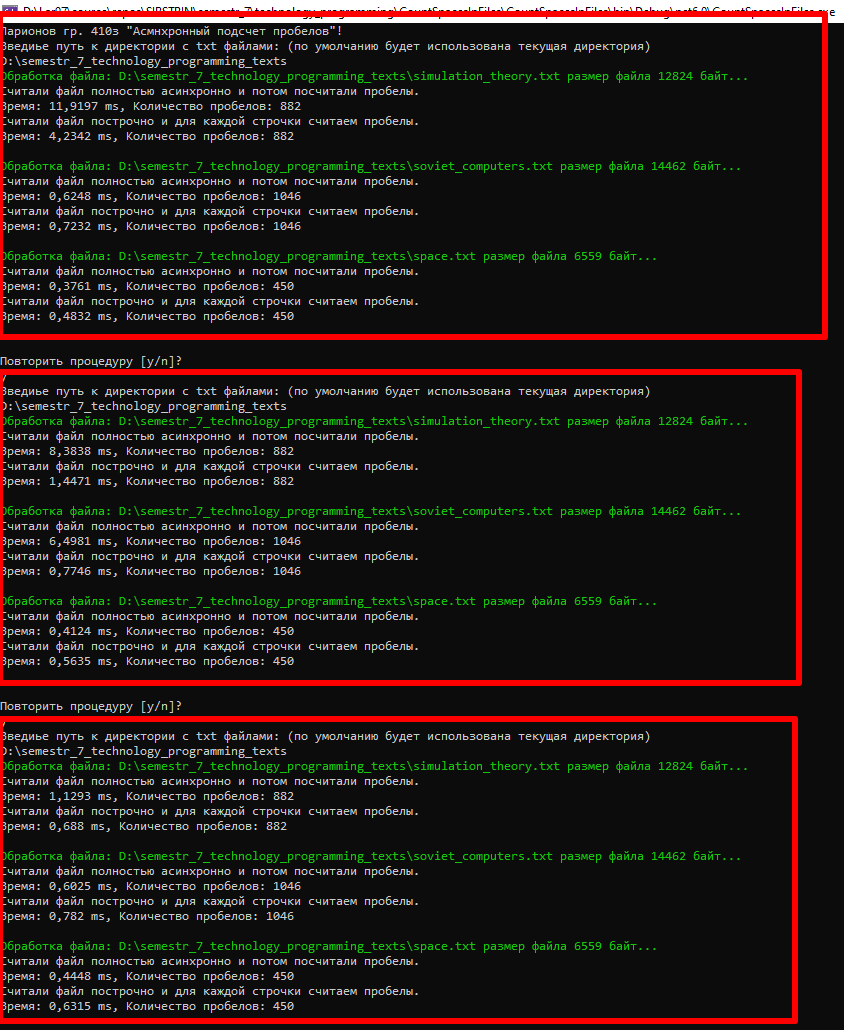 Ларионов гр. 410з "Асмнхронный подсчет пробелов"!
Введиье путь к директории с txt файлами: (по умолчанию будет использована текущая директория)
D:\semestr_7_technology_programming_texts
Обработка файла: D:\semestr_7_technology_programming_texts\simulation_theory.txt размер файла 12824 байт...
Считали файл полностью асинхронно и потом посчитали пробелы.
Время: 11,9197 ms, Количество пробелов: 882
Считали файл построчно и для каждой строчки считаем пробелы.
Время: 4,2342 ms, Количество пробелов: 882
Обработка файла: D:\semestr_7_technology_programming_texts\soviet_computers.txt размер файла 14462 байт...
Считали файл полностью асинхронно и потом посчитали пробелы.
Время: 0,6248 ms, Количество пробелов: 1046
Считали файл построчно и для каждой строчки считаем пробелы.
Время: 0,7232 ms, Количество пробелов: 1046
Обработка файла: D:\semestr_7_technology_programming_texts\space.txt размер файла 6559 байт...
Считали файл полностью асинхронно и потом посчитали пробелы.
Время: 0,3761 ms, Количество пробелов: 450
Считали файл построчно и для каждой строчки считаем пробелы.
Время: 0,4832 ms, Количество пробелов: 450
Повторить процедуру [y/n]?
Введиье путь к директории с txt файлами: (по умолчанию будет использована текущая директория)
D:\semestr_7_technology_programming_texts
Обработка файла: D:\semestr_7_technology_programming_texts\simulation_theory.txt размер файла 12824 байт...
Считали файл полностью асинхронно и потом посчитали пробелы.
Время: 8,3838 ms, Количество пробелов: 882
Считали файл построчно и для каждой строчки считаем пробелы.
Время: 1,4471 ms, Количество пробелов: 882
Обработка файла: D:\semestr_7_technology_programming_texts\soviet_computers.txt размер файла 14462 байт...
Считали файл полностью асинхронно и потом посчитали пробелы.
Время: 6,4981 ms, Количество пробелов: 1046
Считали файл построчно и для каждой строчки считаем пробелы.
Время: 0,7746 ms, Количество пробелов: 1046
Обработка файла: D:\semestr_7_technology_programming_texts\space.txt размер файла 6559 байт...
Считали файл полностью асинхронно и потом посчитали пробелы.
Время: 0,4124 ms, Количество пробелов: 450
Считали файл построчно и для каждой строчки считаем пробелы.
Время: 0,5635 ms, Количество пробелов: 450
Повторить процедуру [y/n]?
Введиье путь к директории с txt файлами: (по умолчанию будет использована текущая директория)
D:\semestr_7_technology_programming_texts
Обработка файла: D:\semestr_7_technology_programming_texts\simulation_theory.txt размер файла 12824 байт...
Считали файл полностью асинхронно и потом посчитали пробелы.
Время: 1,1293 ms, Количество пробелов: 882
Считали файл построчно и для каждой строчки считаем пробелы.
Время: 0,688 ms, Количество пробелов: 882
Обработка файла: D:\semestr_7_technology_programming_texts\soviet_computers.txt размер файла 14462 байт...
Считали файл полностью асинхронно и потом посчитали пробелы.
Время: 0,6025 ms, Количество пробелов: 1046
Считали файл построчно и для каждой строчки считаем пробелы.
Время: 0,782 ms, Количество пробелов: 1046
Обработка файла: D:\semestr_7_technology_programming_texts\space.txt размер файла 6559 байт...
Считали файл полностью асинхронно и потом посчитали пробелы.
Время: 0,4448 ms, Количество пробелов: 450
Считали файл построчно и для каждой строчки считаем пробелы.
Время: 0,6315 ms, Количество пробелов: 450